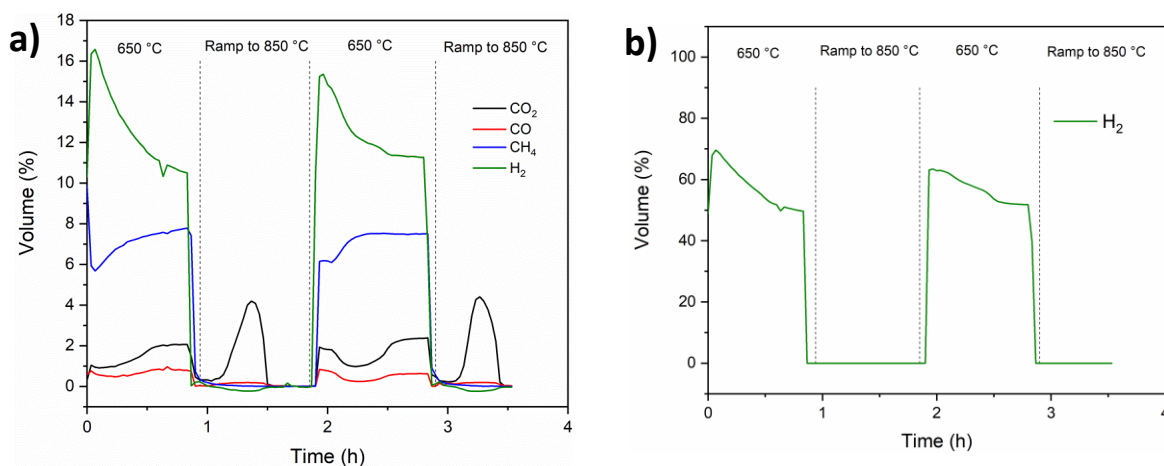 a)
650 °C
Ramp to 850 °C
650 °C
Ramp to 850 °C
CO₂
CO
CH₄
H₂
18
16
14
12
10
8
6
4
2
0
Volume (%)
0
1
2
3
4
Time (h)
b)
650 °C
Ramp to 850 °C
650 °C
Ramp to 850 °C
H₂
100
80
60
40
20
0
Volume (%)
0
1
2
3
4
Time (h)